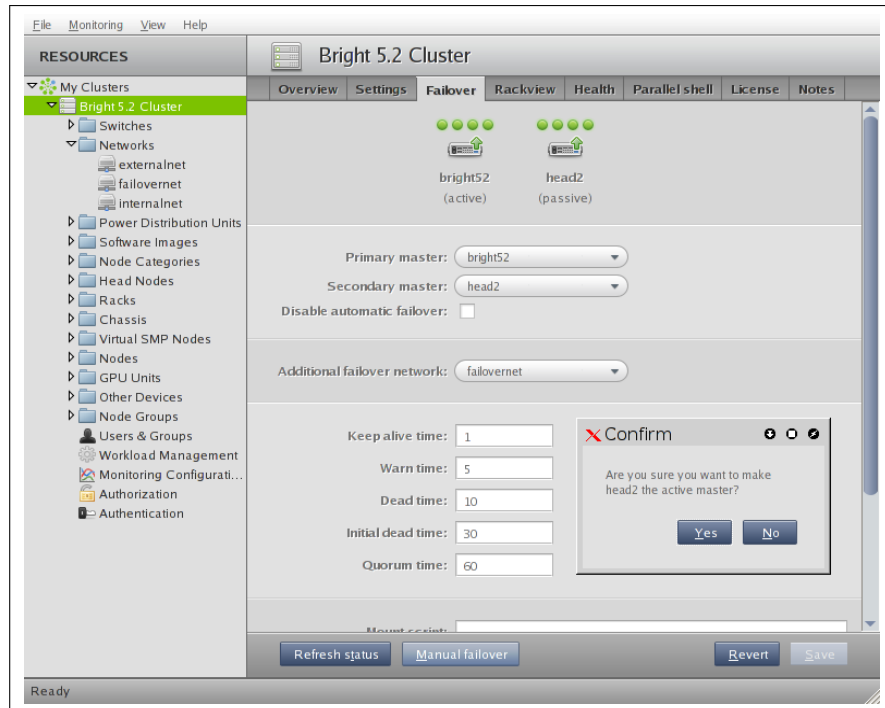 File Monitoring View Help
RESOURCES
Bright 5.2 Cluster
My Clusters
Bright 5.2 Cluster
Switches
Networks
externalnet
failovernet
internalnet
Power Distribution Units
Software Images
Node Categories
Head Nodes
Racks
Chassis
Virtual SMP Nodes
Nodes
GPU Units
Other Devices
Node Groups
Users & Groups
Workload Management
Monitoring Configurati...
Authorization
Authentication
Overview Settings Failover Rackview Health Parallel shell License Notes
bright52 head2
(active) (passive)
Primary master: bright52
Secondary master: head2
Disable automatic failover:
Additional failover network: failovernet
Keep alive time: 1
Warn time: 5
Dead time: 10
Initial dead time: 30
Quorum time: 60
Mount script:
Confirm
Are you sure you want to make
head2 the active master?
Yes No
Refresh status Manual failover Revert Save
Ready